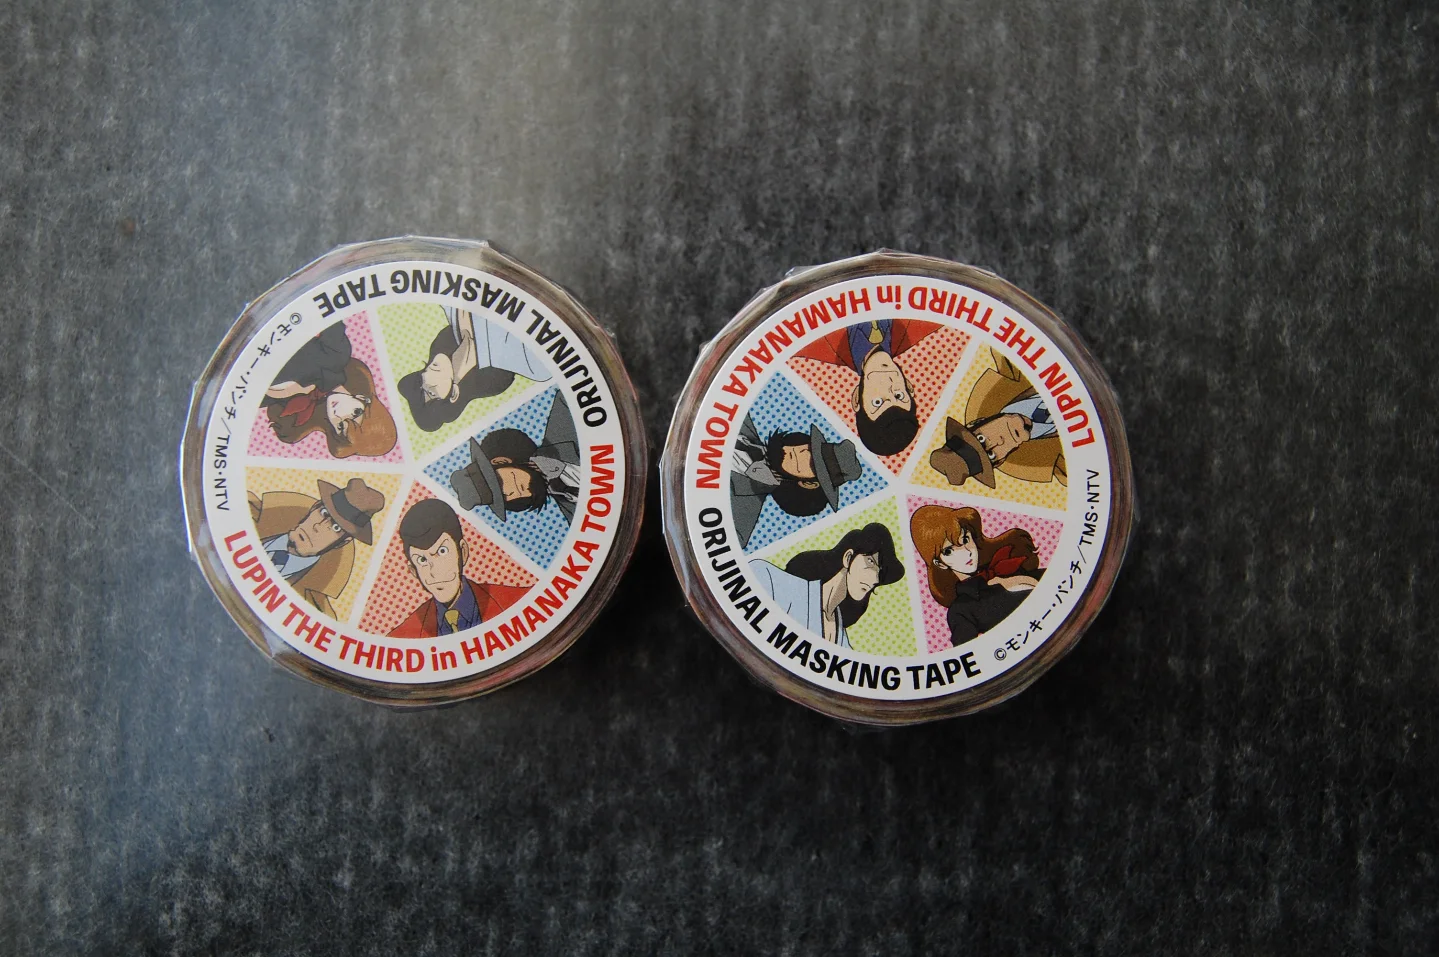 LUPIN THE THIRD in HAMANAKA TOWN
ORIJINAL MASKING TAPE
©モンキー・パンチ/TMS・NTV
LUPIN THE THIRD in HAMANAKA TOWN
ORIJINAL MASKING TAPE
©モンキー・パンチ/TMS・NTV